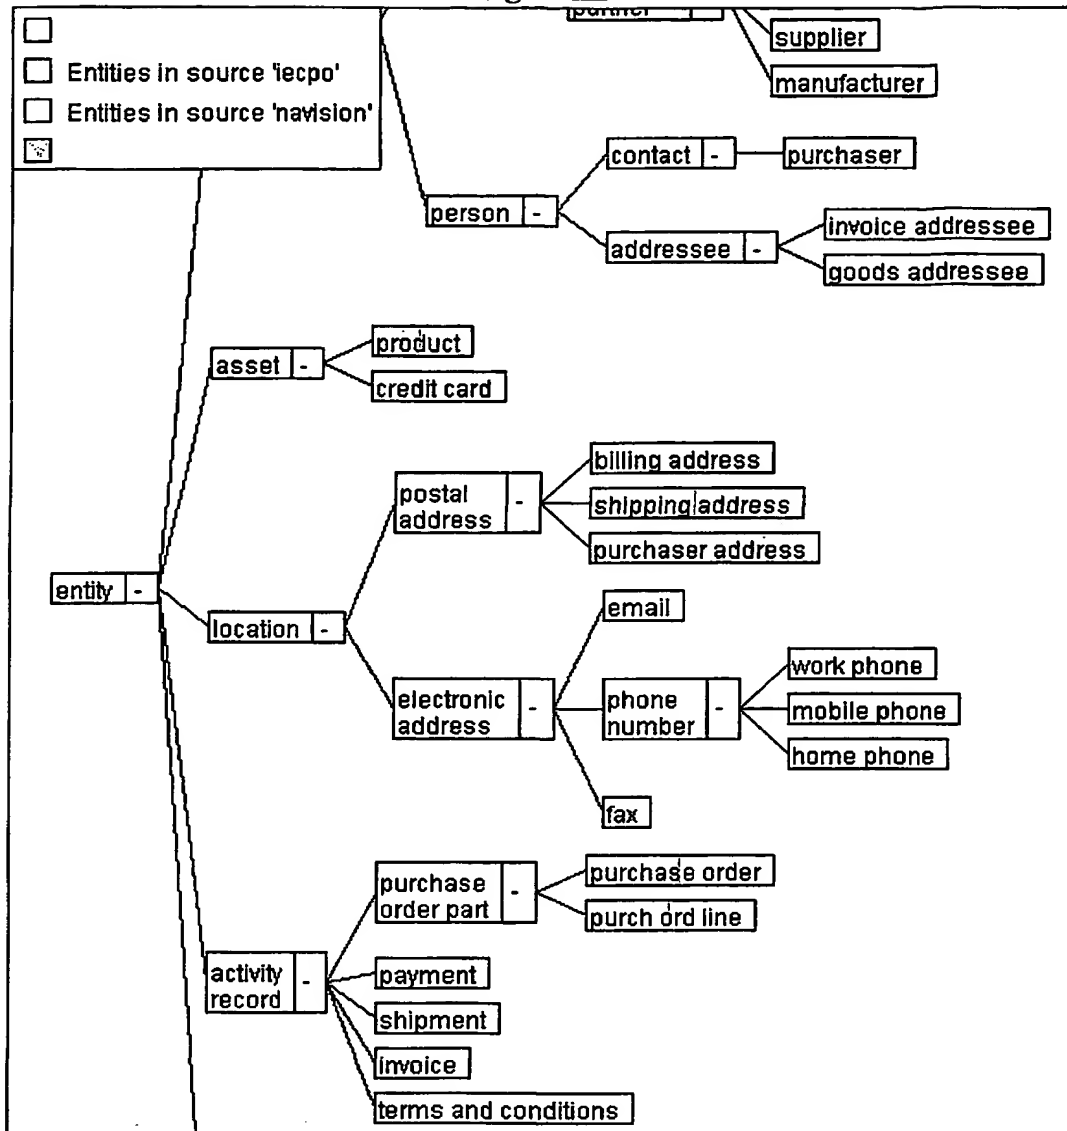 supplier
Entities in source 'iecpo'
manufacturer
Entities in source 'navision'
contact -
purchaser
person -
invoice addressee
addressee -
goods addressee
product
asset -
credit card
billing address
postal
address -
shipping address
purchaser address
entity -
email
location -
work phone
electronic
address -
phone
number -
mobile phone
home phone
fax
purchase
order part -
purchase order
purch ord line
activity
record -
payment
shipment
invoice
terms and conditions